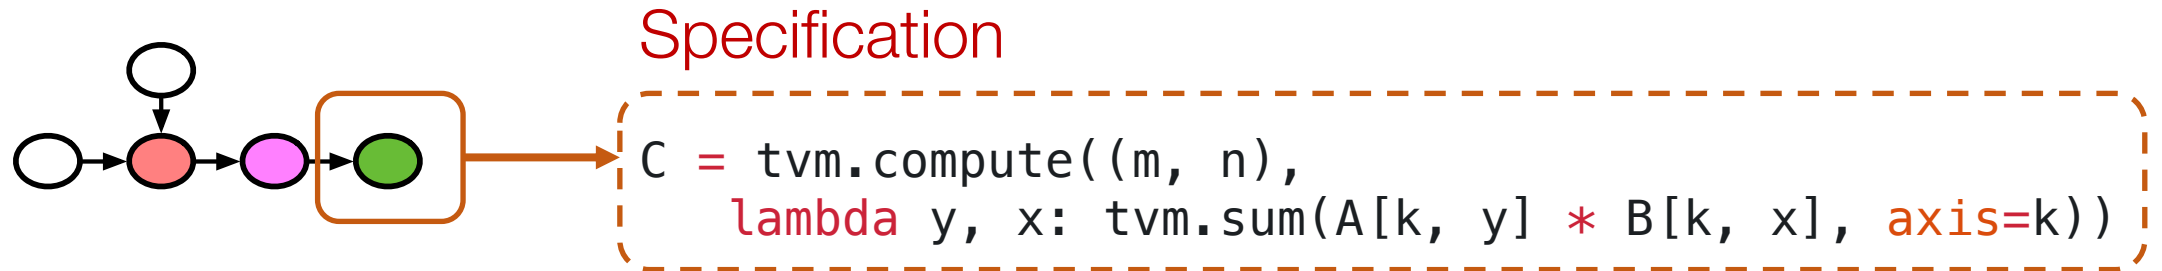 Specification
C = tvm.compute((m, n),
lambda y, x: tvm.sum(A[k, y] * B[k, x], axis=k))